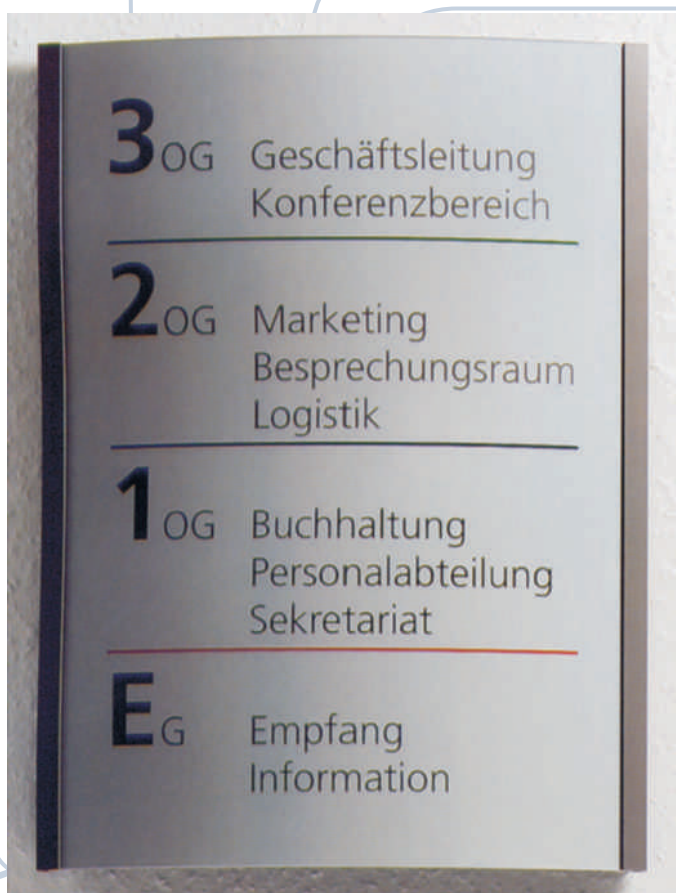 3OG Geschäftsleitung
Konferenzbereich
2OG Marketing
Besprechungsraum
Logistik
1OG Buchhaltung
Personalabteilung
Sekretariat
EG Empfang
Information